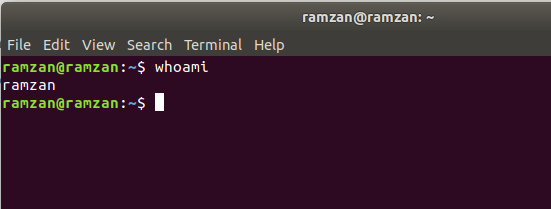 ramzan@ramzan: ~
File Edit View Search Terminal Help
ramzan@ramzan:~$ whoami
ramzan
ramzan@ramzan:~$